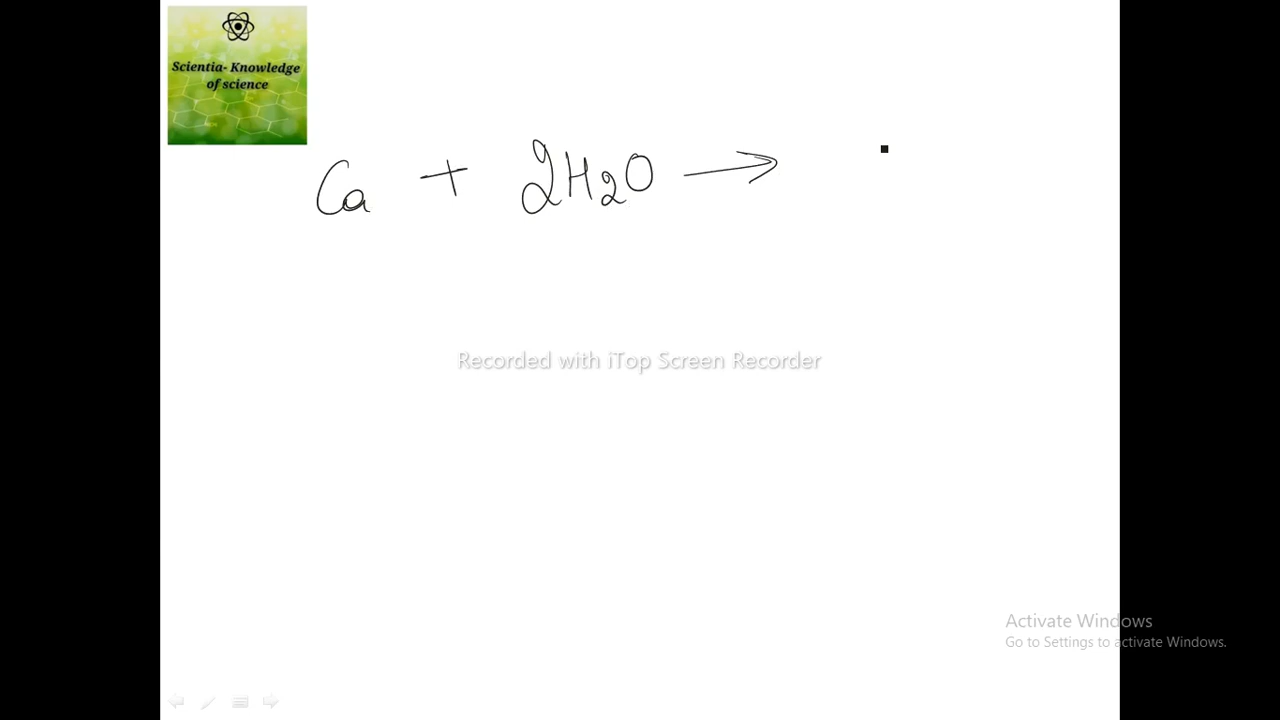 Scientia- Knowledge
of science
Ca + 2H2O →
Recorded with iTop Screen Recorder
Activate Windows
Go to Settings to activate Windows.